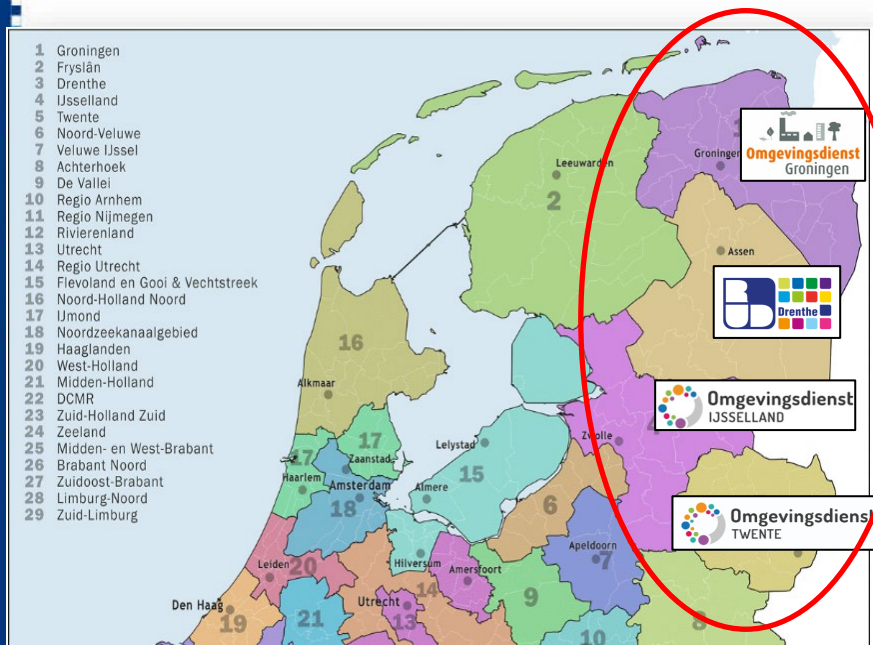 1 Groningen
2 Fryslân
3 Drenthe
4 IJsselland
5 Twente
6 Noord-Veluwe
7 Veluwe IJssel
8 Achterhoek
9 De Vallei
10 Regio Arnhem
11 Regio Nijmegen
12 Rivierenland
13 Utrecht
14 Regio Utrecht
15 Flevoland en Gooi & Vechtstreek
16 Noord-Holland Noord
17 IJmond
18 Noordzeekanaalgebied
19 Haaglanden
20 West-Holland
21 Midden-Holland
22 DCMR
23 Zuid-Holland Zuid
24 Zeeland
25 Midden- en West-Brabant
26 Brabant Noord
27 Zuidoost-Brabant
28 Limburg-Noord
29 Zuid-Limburg
Groningen
Omgevingsdienst
Groningen
Leeuwarden
2
Assen
RUD
Drenthe
16
Alkmaar
Omgevingsdienst
IJSSELLAND
Zwolle
17
Zaanstad
17
Haarlem
Lelystad
15
Almere
Amsterdam
18
6
Omgevingsdienst
TWENTE
Apeldoorn
7
Leiden
20
Hilversum
Amersfoort
14
9
Den Haag
19
21
Utrecht
13
10
8